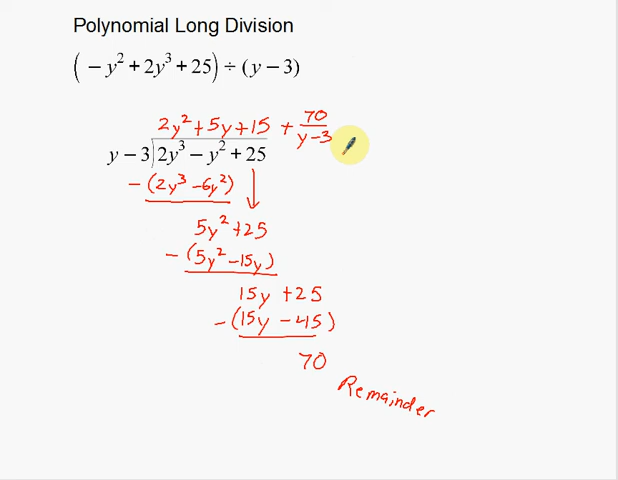 Polynomial Long Division
(−y² + 2y³ + 25) ÷ (y − 3)
2y² + 5y + 15 + 70/(y−3)
y − 3)2y³ − y² + 25
−(2y³ − 6y²)
5y² + 25
−(5y² − 15y)
15y + 25
−(15y − 45)
70
Remainder